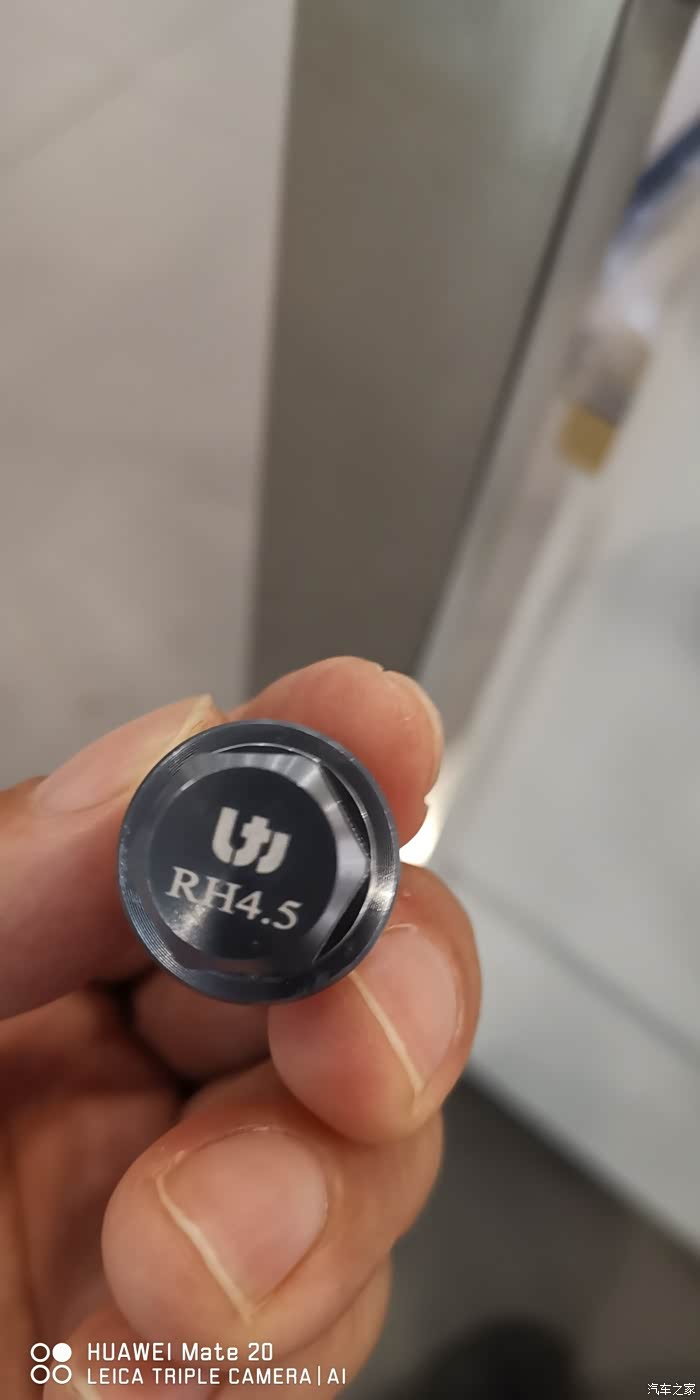 RH4.5
HUAWEI Mate 20
LEICA TRIPLE CAMERA | AI
汽车之家